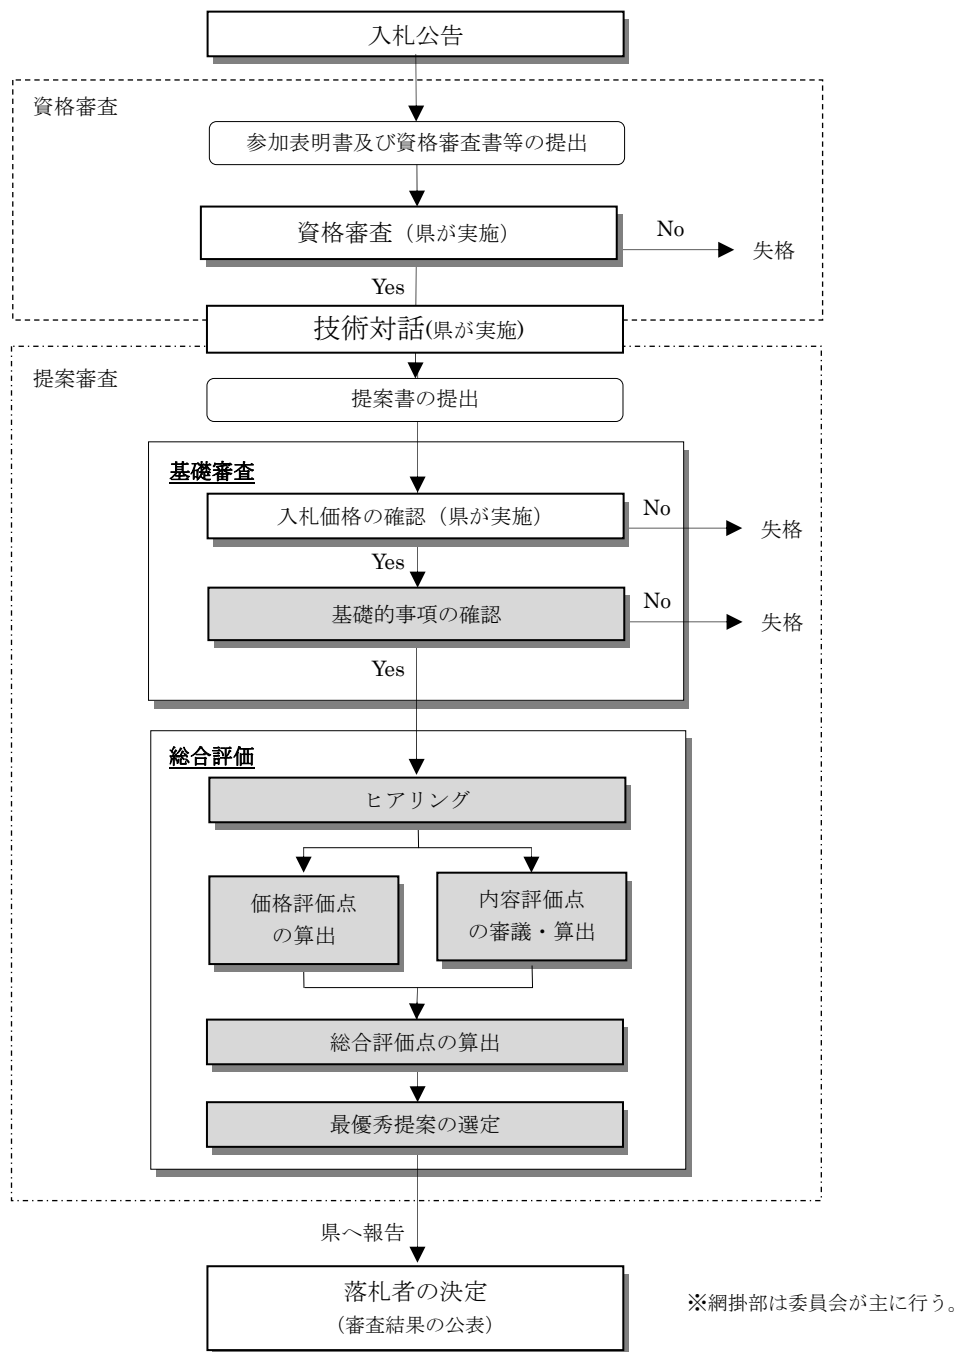 入札公告
資格審査
参加表明書及び資格審査書等の提出
資格審査（県が実施）
No
失格
Yes
技術対話(県が実施)
提案審査
提案書の提出
基礎審査
入札価格の確認（県が実施）
No
失格
Yes
基礎的事項の確認
No
失格
Yes
総合評価
ヒアリング
価格評価点
の算出
内容評価点
の審議・算出
総合評価点の算出
最優秀提案の選定
県へ報告
落札者の決定
（審査結果の公表）
※網掛部は委員会が主に行う。